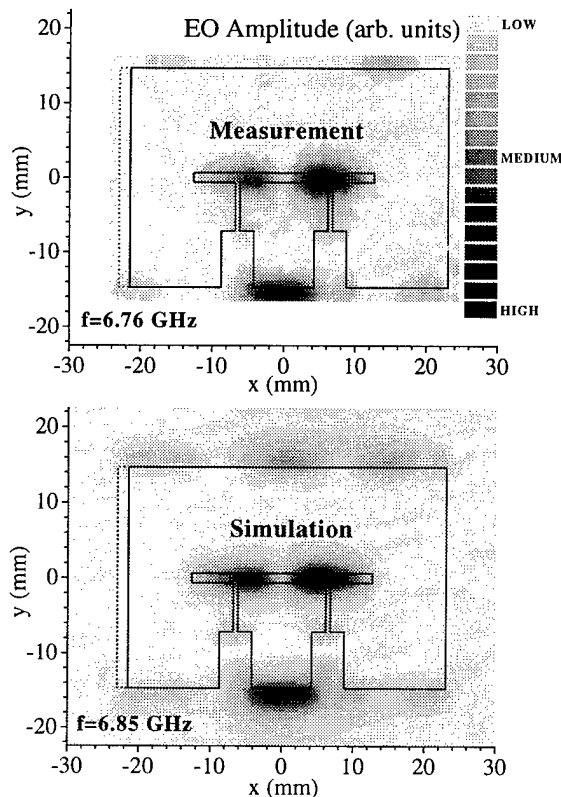 EO Amplitude (arb. units)
LOW
MEDIUM
HIGH
Measurement
f=6.76 GHz
20
10
0
-10
-20
y (mm)
-30 -20 -10 0 10 20 30
x (mm)
Simulation
f=6.85 GHz
20
10
0
-10
-20
y (mm)
-30 -20 -10 0 10 20 30
x (mm)